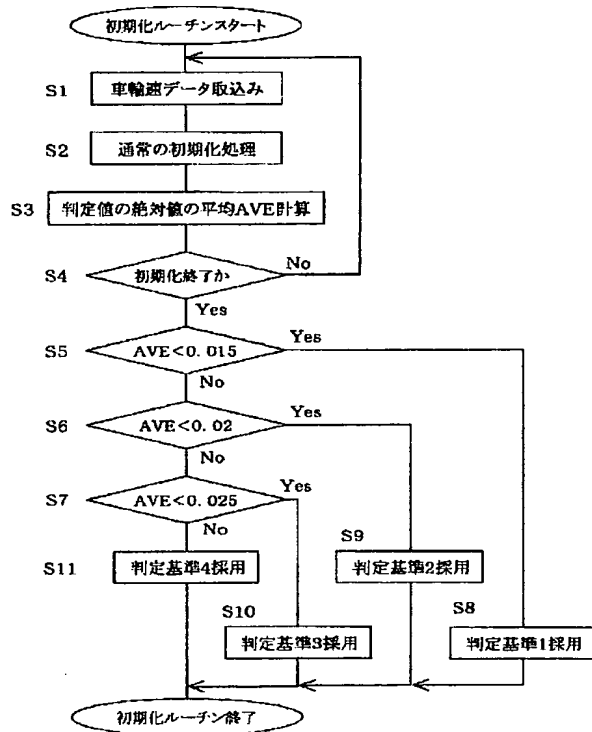 初期化ルーチンスタート
S1 車輪速データ取込み
S2 通常の初期化処理
S3 判定値の絶対値の平均AVE計算
S4 初期化終了か No
Yes
S5 AVE<0.015 Yes
No
S6 AVE<0.02 Yes
No
S7 AVE<0.025 Yes
No
S9
S11 判定基準4採用 判定基準2採用
S10 S8
判定基準3採用 判定基準1採用
初期化ルーチン終了